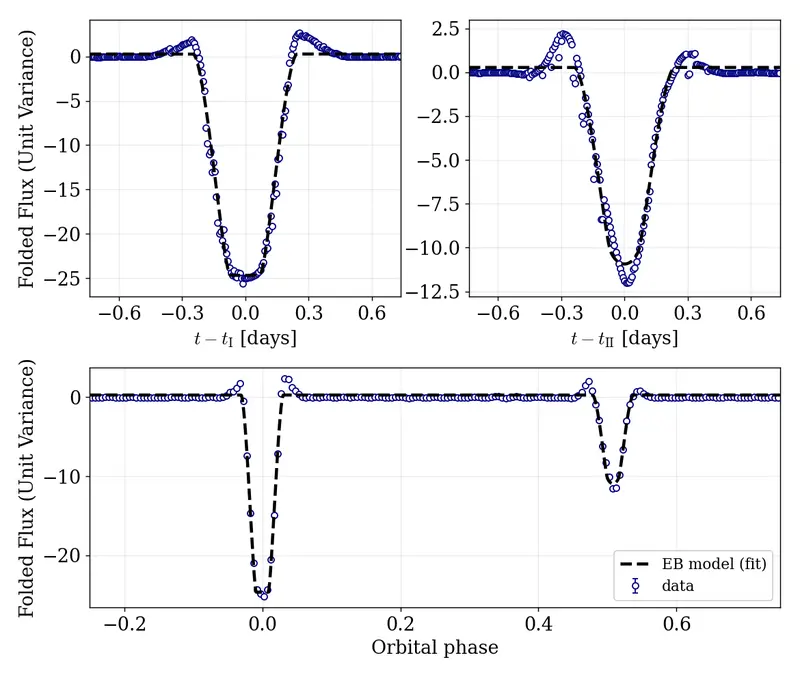 Folded Flux (Unit Variance)
0
−5
−10
−15
−20
−25
−0.6 −0.3 0.0 0.3 0.6
t − tI [days]
2.5
0.0
−2.5
−5.0
−7.5
−10.0
−12.5
−0.6 −0.3 0.0 0.3 0.6
t − tII [days]
Folded Flux (Unit Variance)
0
−10
−20
−0.2 0.0 0.2 0.4 0.6
Orbital phase
EB model (fit)
data